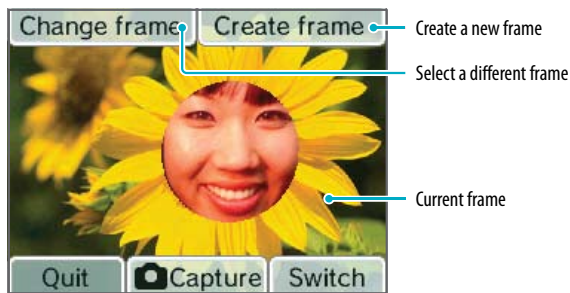 Change frame
Create frame
Create a new frame
Select a different frame
Current frame
Quit
Capture
Switch